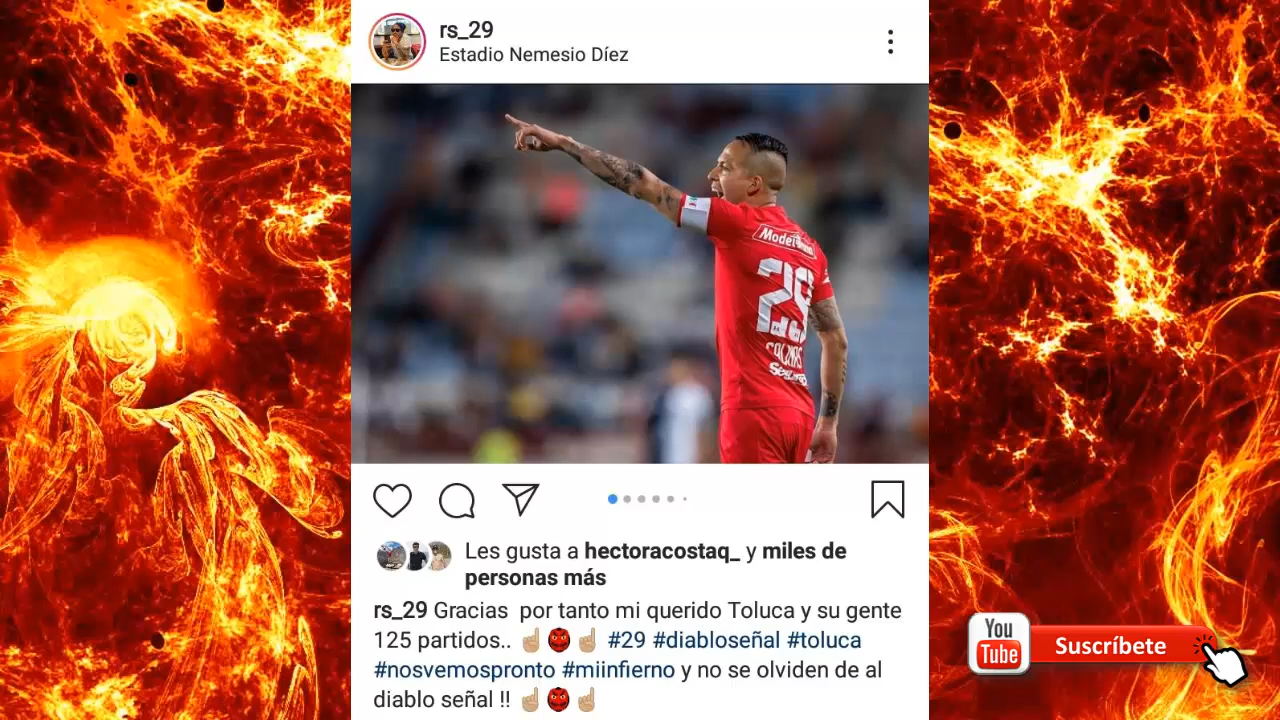 rs_29
Estadio Nemesio Díez
29
Les gusta a hectoracostaq_ y miles de
personas más
rs_29 Gracias por tanto mi querido Toluca y su gente
125 partidos.. ☝🏼👹☝🏼 #29 #diabloseñal #toluca
#nosvemospronto #miinfierno y no se olviden de al
diablo señal !! ☝🏼👹☝🏼
You
Tube
Suscríbete